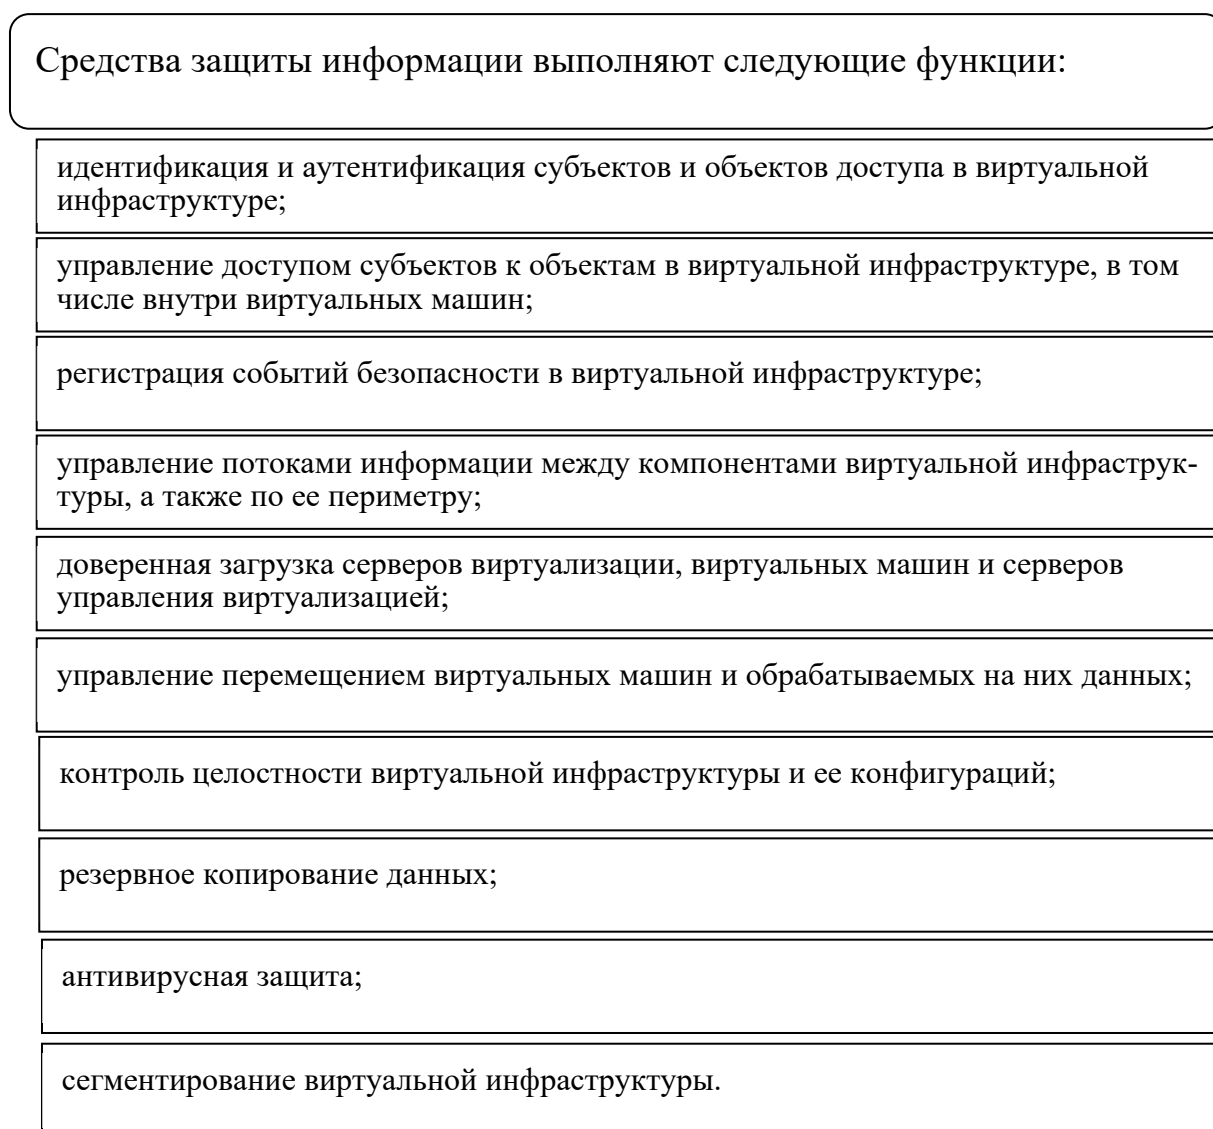 Средства защиты информации выполняют следующие функции:
идентификация и аутентификация субъектов и объектов доступа в виртуальной
инфраструктуре;
управление доступом субъектов к объектам в виртуальной инфраструктуре, в том
числе внутри виртуальных машин;
регистрация событий безопасности в виртуальной инфраструктуре;
управление потоками информации между компонентами виртуальной инфраструк-
туры, а также по ее периметру;
доверенная загрузка серверов виртуализации, виртуальных машин и серверов
управления виртуализацией;
управление перемещением виртуальных машин и обрабатываемых на них данных;
контроль целостности виртуальной инфраструктуры и ее конфигураций;
резервное копирование данных;
антивирусная защита;
сегментирование виртуальной инфраструктуры.